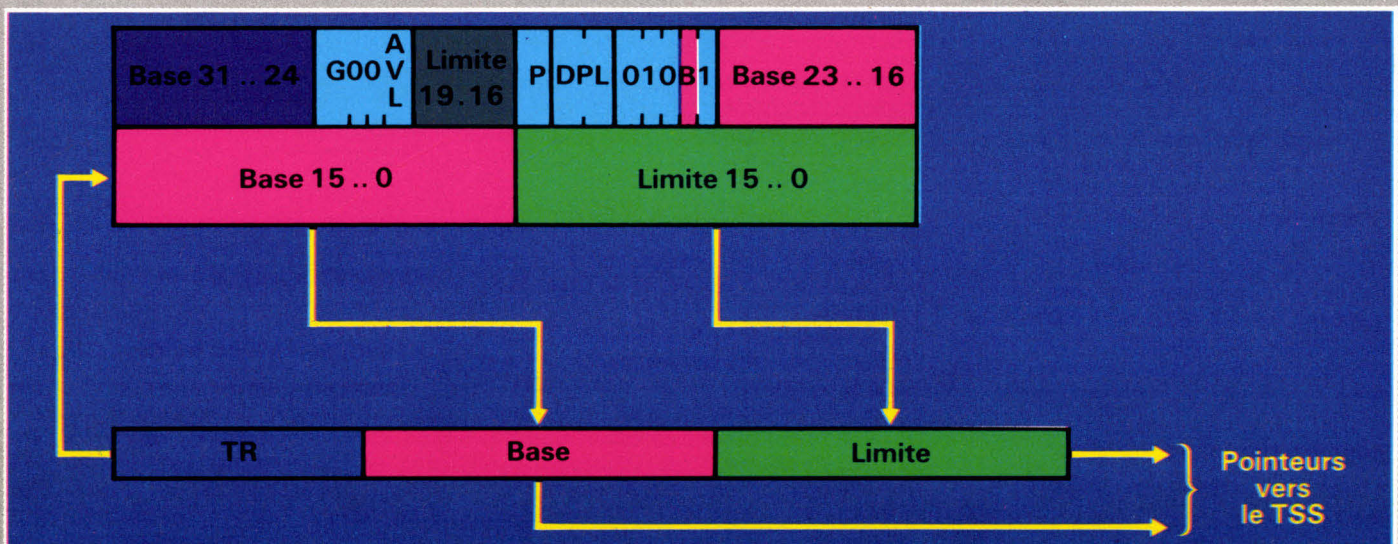 Base 31 .. 24
G00
A
V
L
Limite
19.16
P
DPL
010
B
1
Base 23 .. 16
Base 15 .. 0
Limite 15 .. 0
TR
Base
Limite
Pointeurs
vers
le TSS